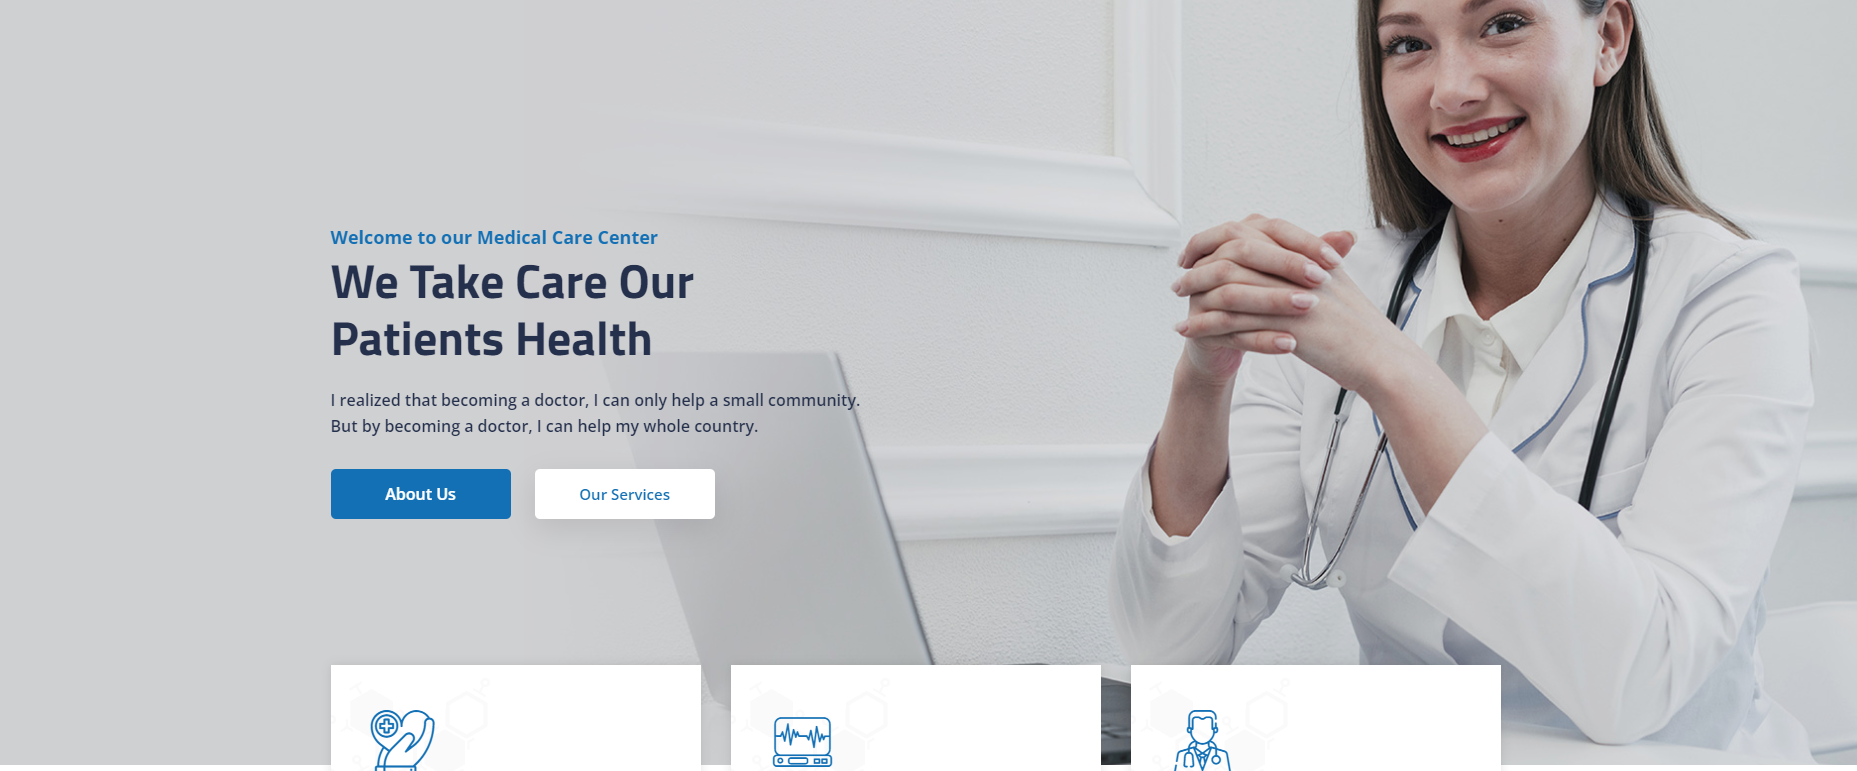 Welcome to our Medical Care Center
We Take Care Our
Patients Health
I realized that becoming a doctor, I can only help a small community.
But by becoming a doctor, I can help my whole country.
About Us
Our Services